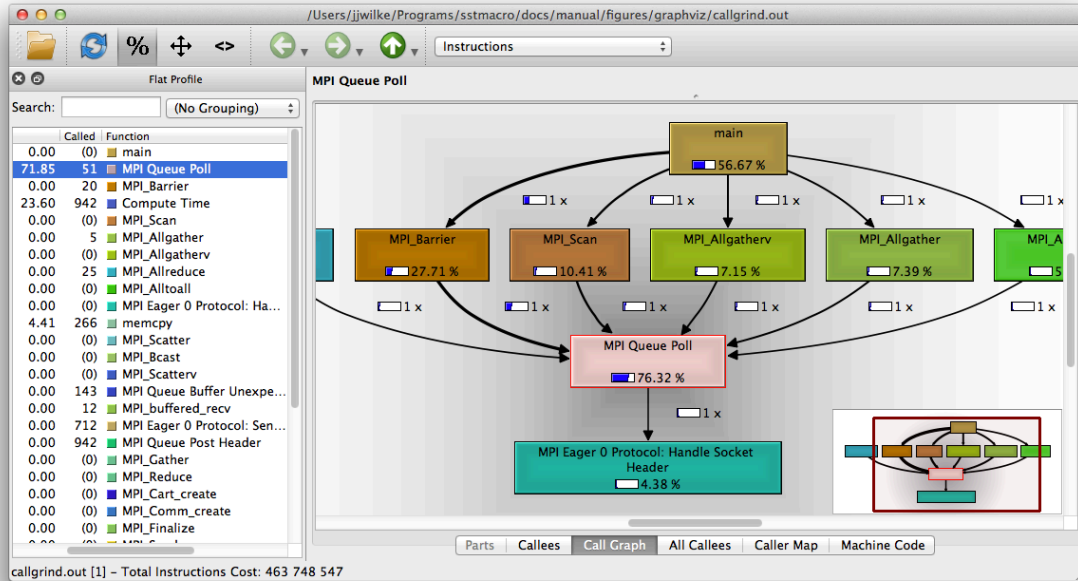 /Users/jjwilke/Programs/sstmacro/docs/manual/figures/graphviz/callgrind.out
% <> Instructions
Flat Profile
Search: (No Grouping)
Called Function
0.00 (0) main
71.85 51 MPI Queue Poll
0.00 20 MPI_Barrier
23.60 942 Compute Time
0.00 (0) MPI_Scan
0.00 5 MPI_Allgather
0.00 (0) MPI_Allgatherv
0.00 25 MPI_Allreduce
0.00 (0) MPI_Alltoall
0.00 (0) MPI Eager 0 Protocol: Ha...
4.41 266 memcpy
0.00 (0) MPI_Scatter
0.00 (0) MPI_Bcast
0.00 (0) MPI_Scatterv
0.00 143 MPI Queue Buffer Unexpe...
0.00 12 MPI_buffered_recv
0.00 712 MPI Eager 0 Protocol: Sen...
0.00 942 MPI Queue Post Header
0.00 (0) MPI_Gather
0.00 (0) MPI_Reduce
0.00 (0) MPI_Cart_create
0.00 (0) MPI_Comm_create
0.00 (0) MPI_Finalize
MPI Queue Poll
main
56.67 %
1 x 1 x 1 x 1 x 1 x
MPI_Barrier
27.71 %
MPI_Scan
10.41 %
MPI_Allgatherv
7.15 %
MPI_Allgather
7.39 %
MPI_A
5
1 x 1 x 1 x 1 x 1 x 1 x
MPI Queue Poll
76.32 %
1 x
MPI Eager 0 Protocol: Handle Socket
Header
4.38 %
Parts Callees Call Graph All Callees Caller Map Machine Code
callgrind.out [1] - Total Instructions Cost: 463 748 547